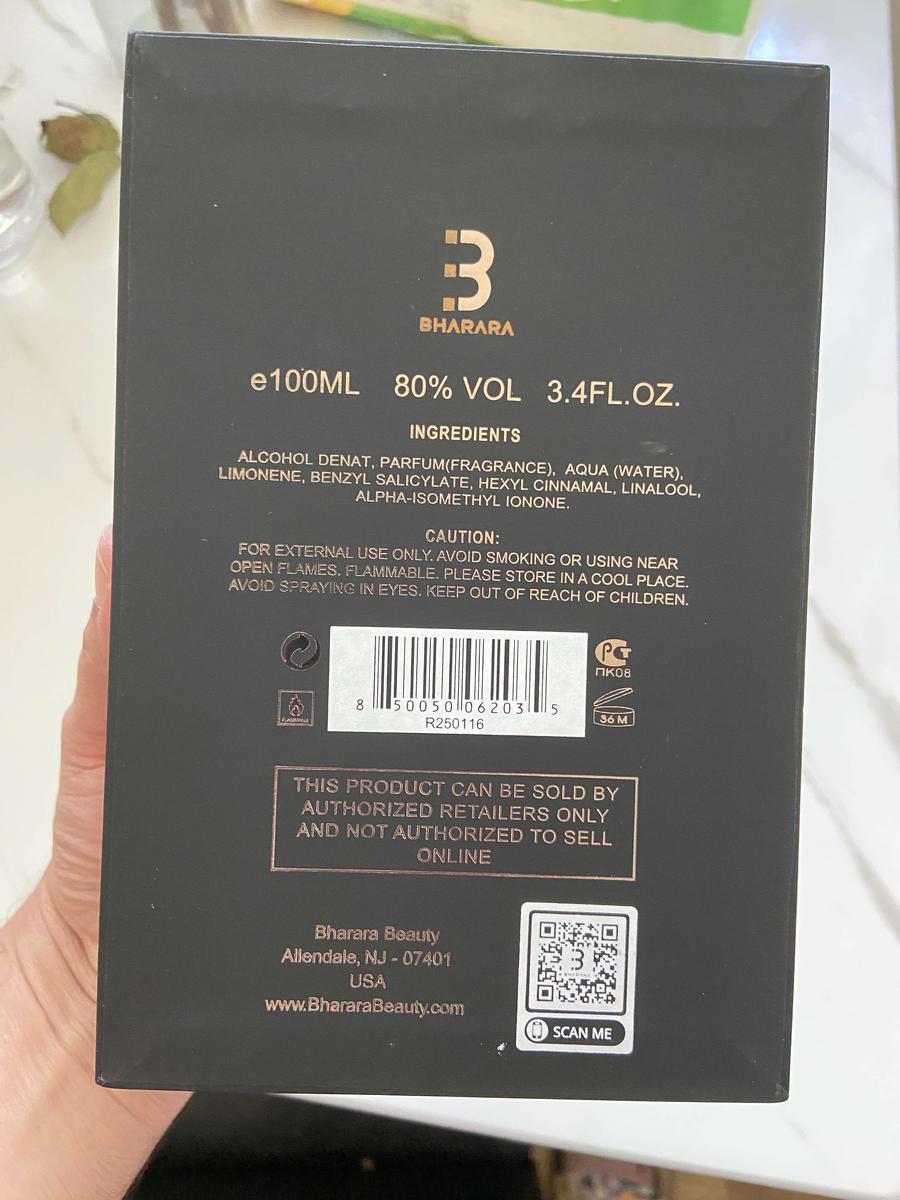 BHARARA
e100ML 80% VOL 3.4FL.OZ.
INGREDIENTS
ALCOHOL DENAT, PARFUM(FRAGRANCE), AQUA (WATER),
LIMONENE, BENZYL SALICYLATE, HEXYL CINNAMAL, LINALOOL,
ALPHA-ISOMETHYL IONONE.
CAUTION:
FOR EXTERNAL USE ONLY. AVOID SMOKING OR USING NEAR
OPEN FLAMES. FLAMMABLE. PLEASE STORE IN A COOL PLACE.
AVOID SPRAYING IN EYES. KEEP OUT OF REACH OF CHILDREN.
FLAMMABLE
8 50050 06203 5
R250116
РСТ
ПК08
36 M
THIS PRODUCT CAN BE SOLD BY
AUTHORIZED RETAILERS ONLY
AND NOT AUTHORIZED TO SELL
ONLINE
Bharara Beauty
Allendale, NJ - 07401
USA
www.BhararaBeauty.com
BHARARA
SCAN ME